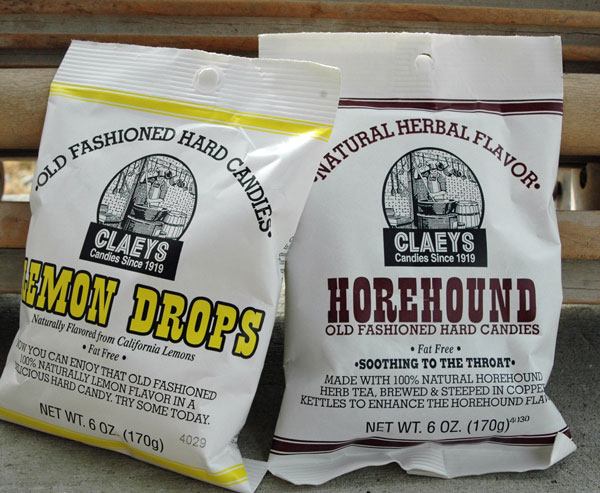 •OLD FASHIONED HARD CANDIES•
CLAEYS
Candies Since 1919
LEMON DROPS
Naturally Flavored from California Lemons
• Fat Free •
NOW YOU CAN ENJOY THAT OLD FASHIONED
100% NATURALLY LEMON FLAVOR IN A
DELICIOUS HARD CANDY. TRY SOME TODAY.
NET WT. 6 OZ. (170g) 4029
•NATURAL HERBAL FLAVOR•
CLAEYS
Candies Since 1919
HOREHOUND
OLD FASHIONED HARD CANDIES
• Fat Free •
•SOOTHING TO THE THROAT•
MADE WITH 100% NATURAL HOREHOUND
HERB TEA, BREWED & STEEPED IN COPPER
KETTLES TO ENHANCE THE HOREHOUND FLAV
NET WT. 6 OZ. (170g) 4030